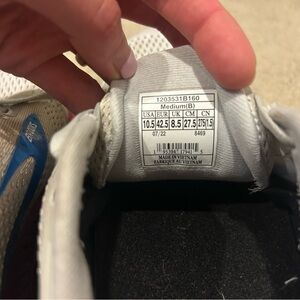 1203531B160
Medium(B)
USA EUR UK CM CN
10.5 42.5 8.5 27.5 275(1.5)
07/22 8469
MADE IN VIETNAM
FABRIQUE AU VIETNAM